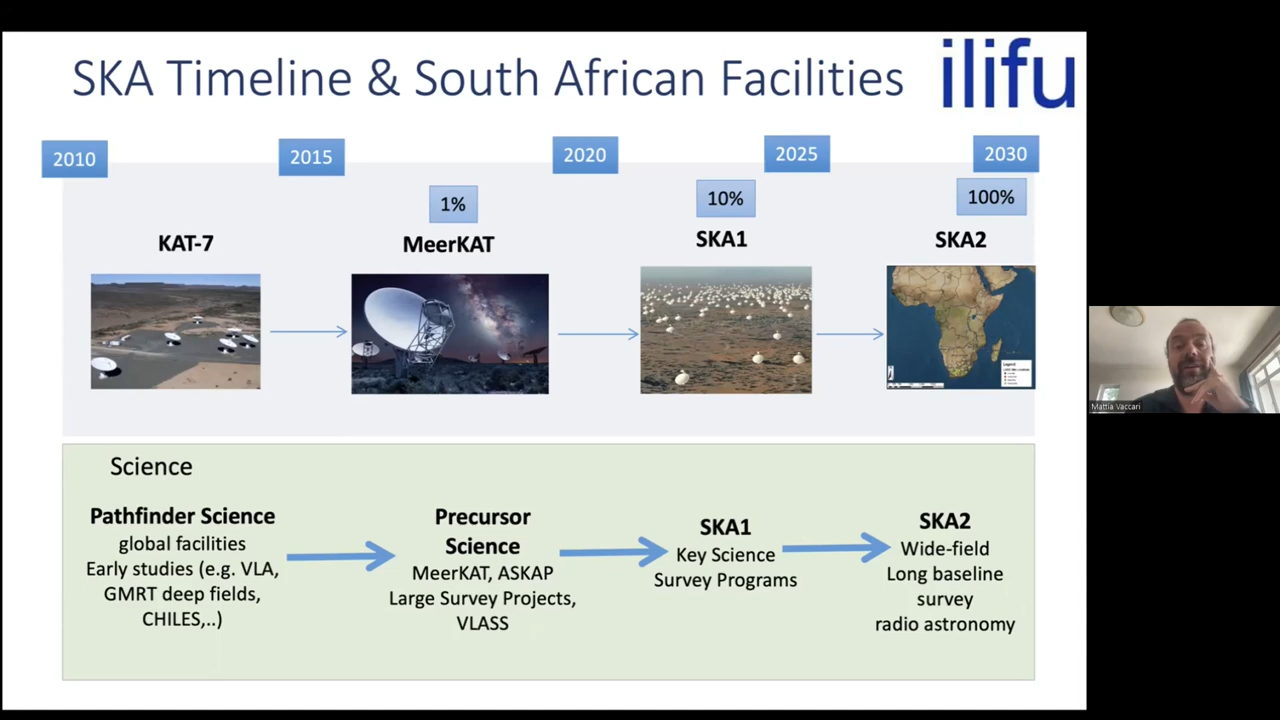 SKA Timeline & South African Facilities
ilifu
2010
2015
2020
2025
2030
1%
10%
100%
KAT-7
MeerKAT
SKA1
SKA2
Science
Pathfinder Science
global facilities
Early studies (e.g. VLA,
GMRT deep fields,
CHILES,..)
Precursor
Science
MeerKAT, ASKAP
Large Survey Projects,
VLASS
SKA1
Key Science
Survey Programs
SKA2
Wide-field
Long baseline
survey
radio astronomy
Mattia Vaccari